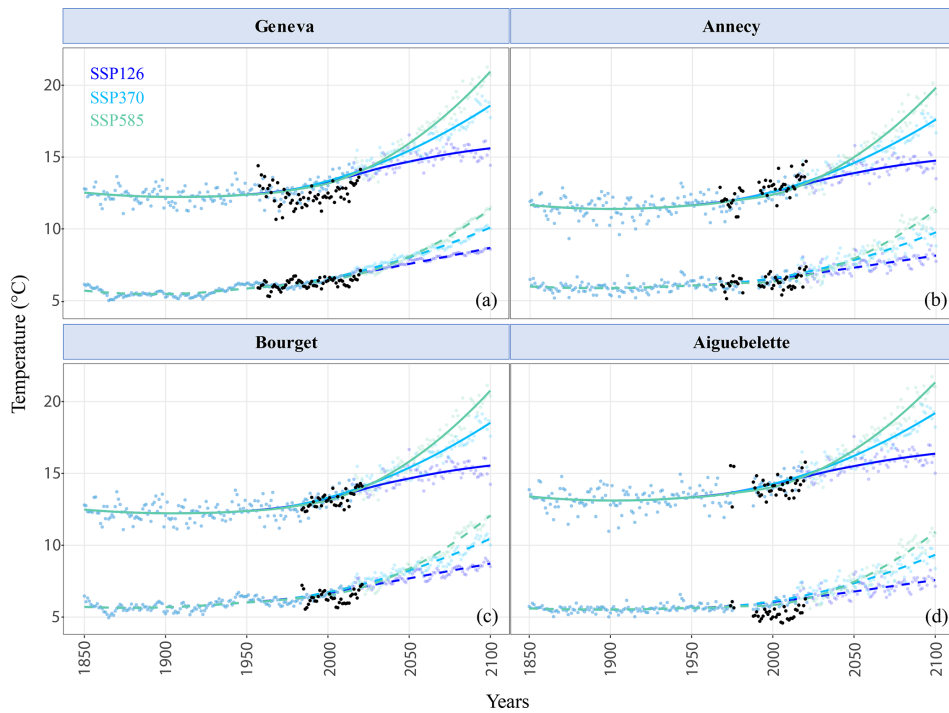 Geneva
Annecy
SSP126
SSP370
SSP585
20
15
10
5
(a)
(b)
Temperature (°C)
Bourget
Aiguebelette
20
15
10
5
(c)
(d)
1850
1900
1950
2000
2050
2100
1850
1900
1950
2000
2050
2100
Years